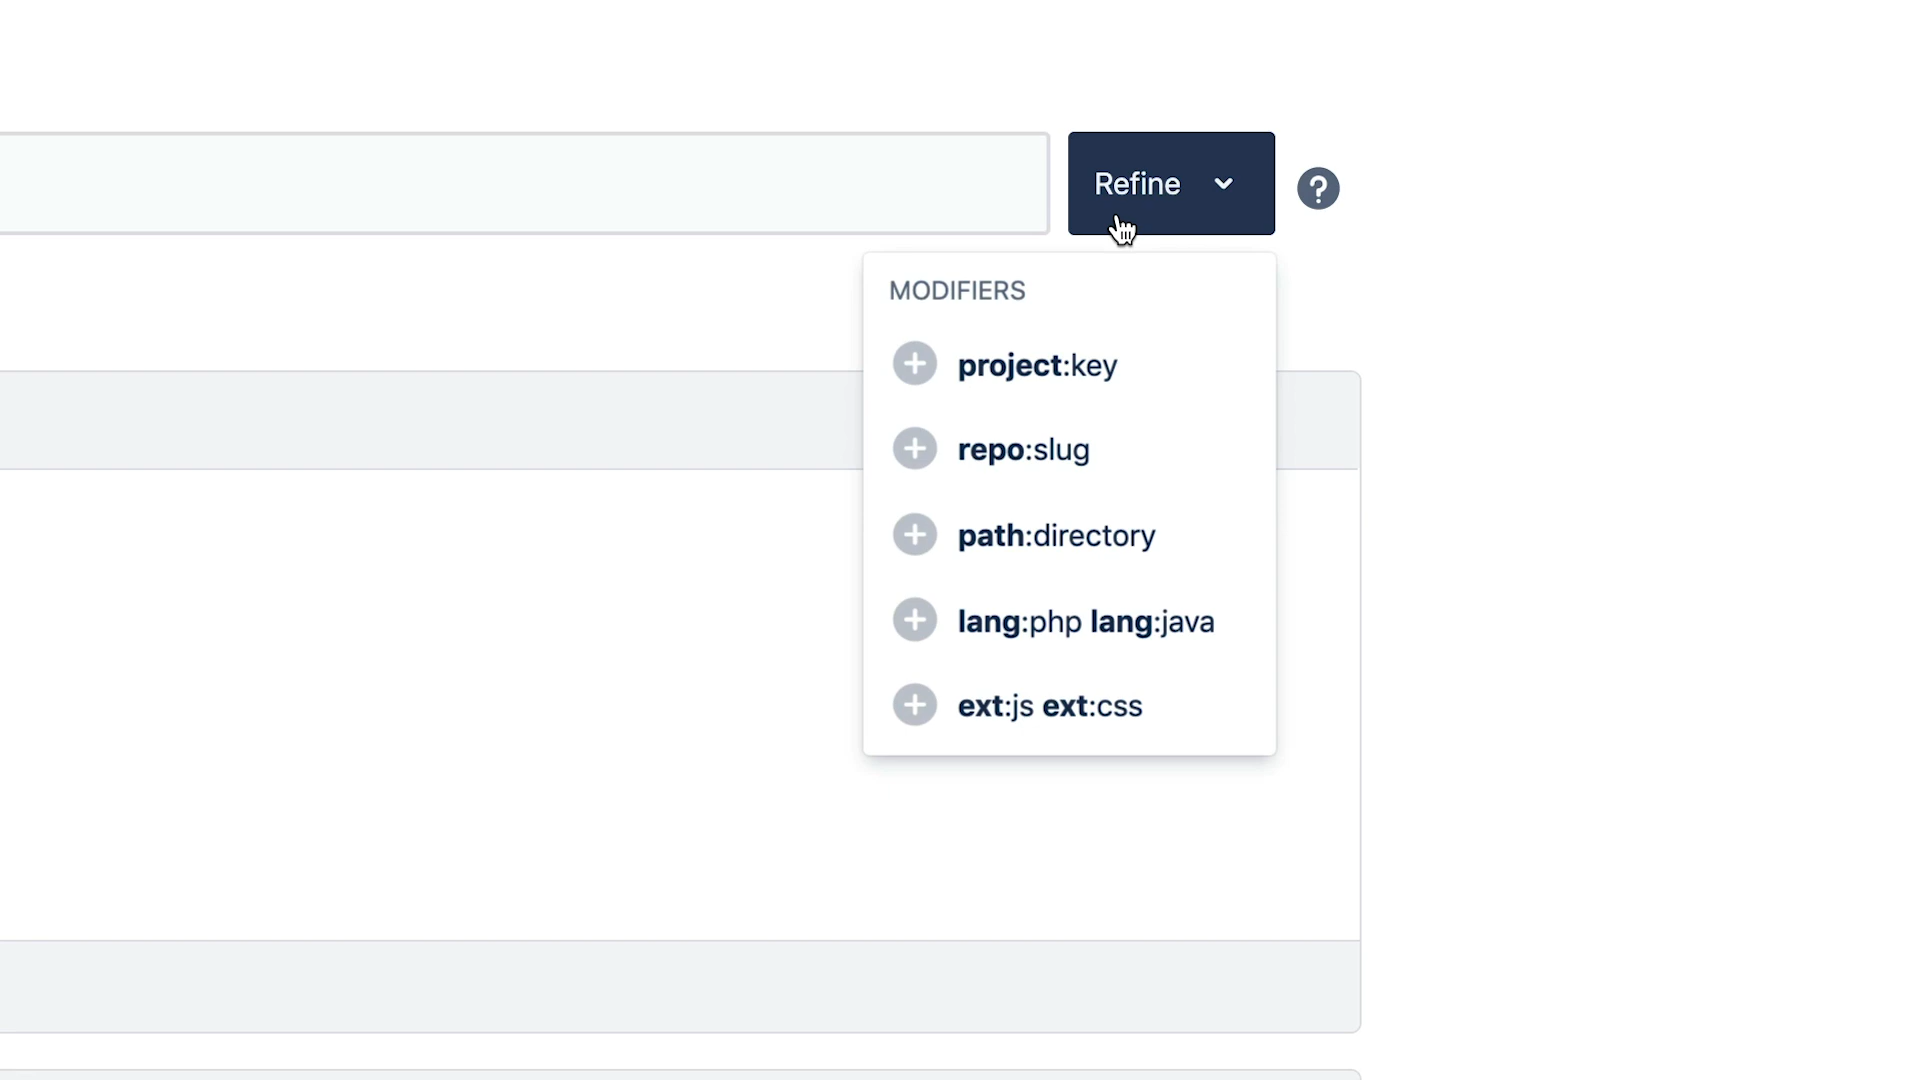 Refine
?
MODIFIERS
project:key
repo:slug
path:directory
lang:php lang:java
ext:js ext:css